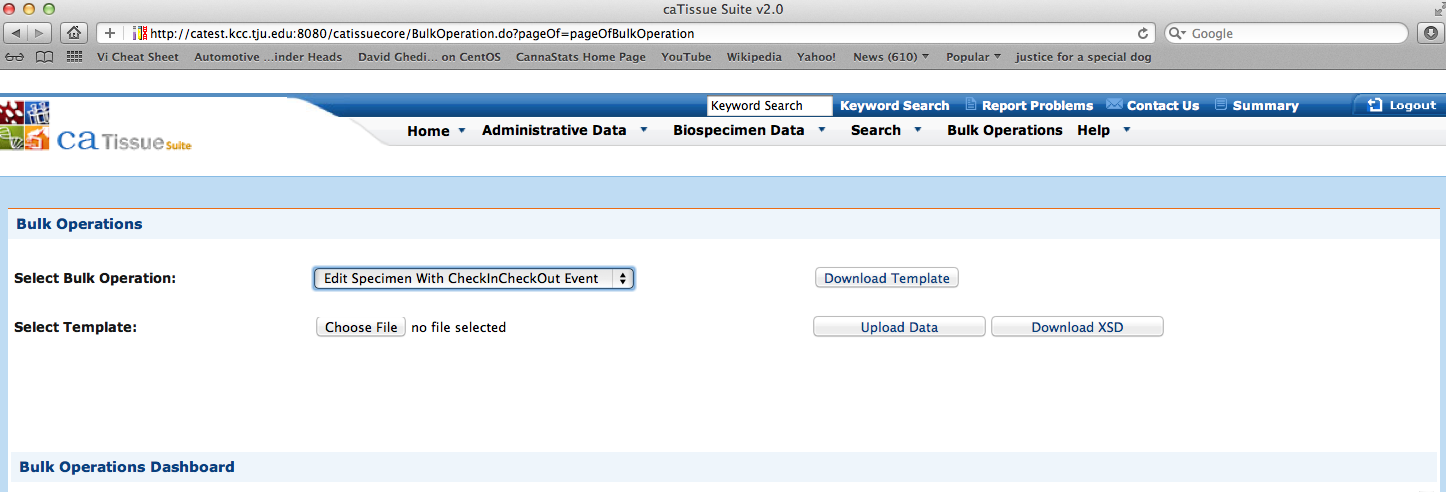 caTissue Suite v2.0
http://catest.kcc.tju.edu:8080/catissuecore/BulkOperation.do?pageOf=pageOfBulkOperation
Google
Vi Cheat Sheet Automotive ...inder Heads David Ghedi... on CentOS CannaStats Home Page YouTube Wikipedia Yahoo! News (610) Popular justice for a special dog
Keyword Search Keyword Search Report Problems Contact Us Summary Logout
ca Tissue Suite
Home Administrative Data Biospecimen Data Search Bulk Operations Help
Bulk Operations
Select Bulk Operation: Edit Specimen With CheckInCheckOut Event Download Template
Select Template: Choose File no file selected Upload Data Download XSD
Bulk Operations Dashboard